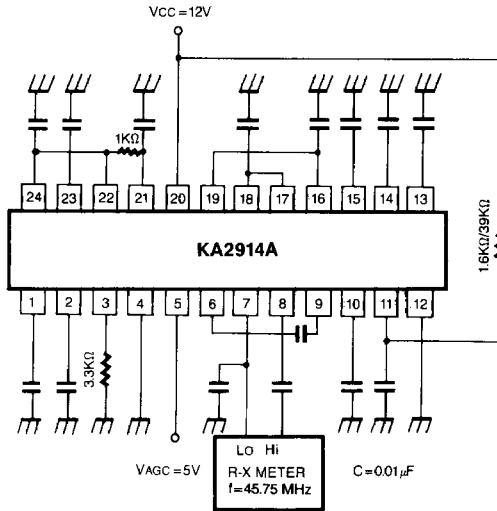 VCC = 12V
1KΩ
24 23 22 21 20 19 18 17 16 15 14 13
KA2914A
1.6KΩ/39KΩ
1 2 3 4 5 6 7 8 9 10 11 12
3.3KΩ
VAGC = 5V
LO Hi
R-X METER
f=45.75 MHz
C=0.01μF